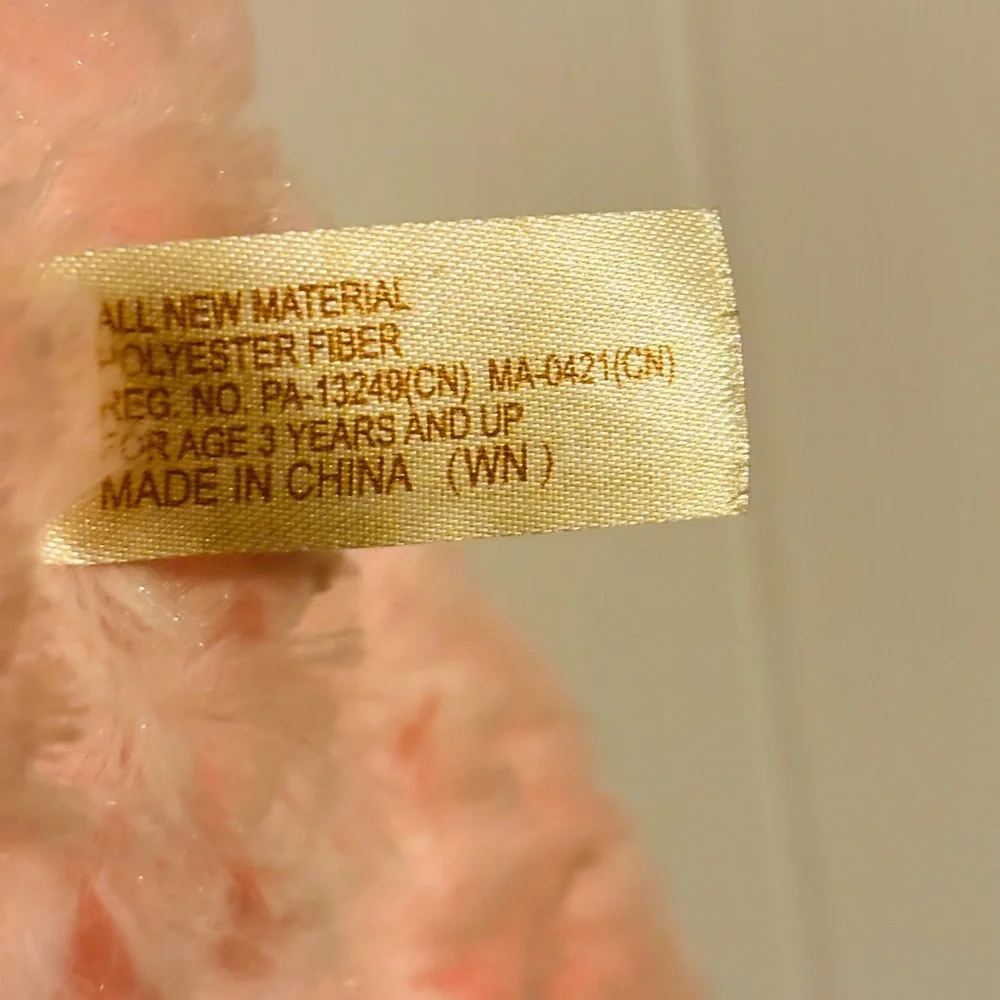 ALL NEW MATERIAL
POLYESTER FIBER
REG. NO. PA-13249(CN) MA-0421(CN)
FOR AGE 3 YEARS AND UP
MADE IN CHINA (WN )